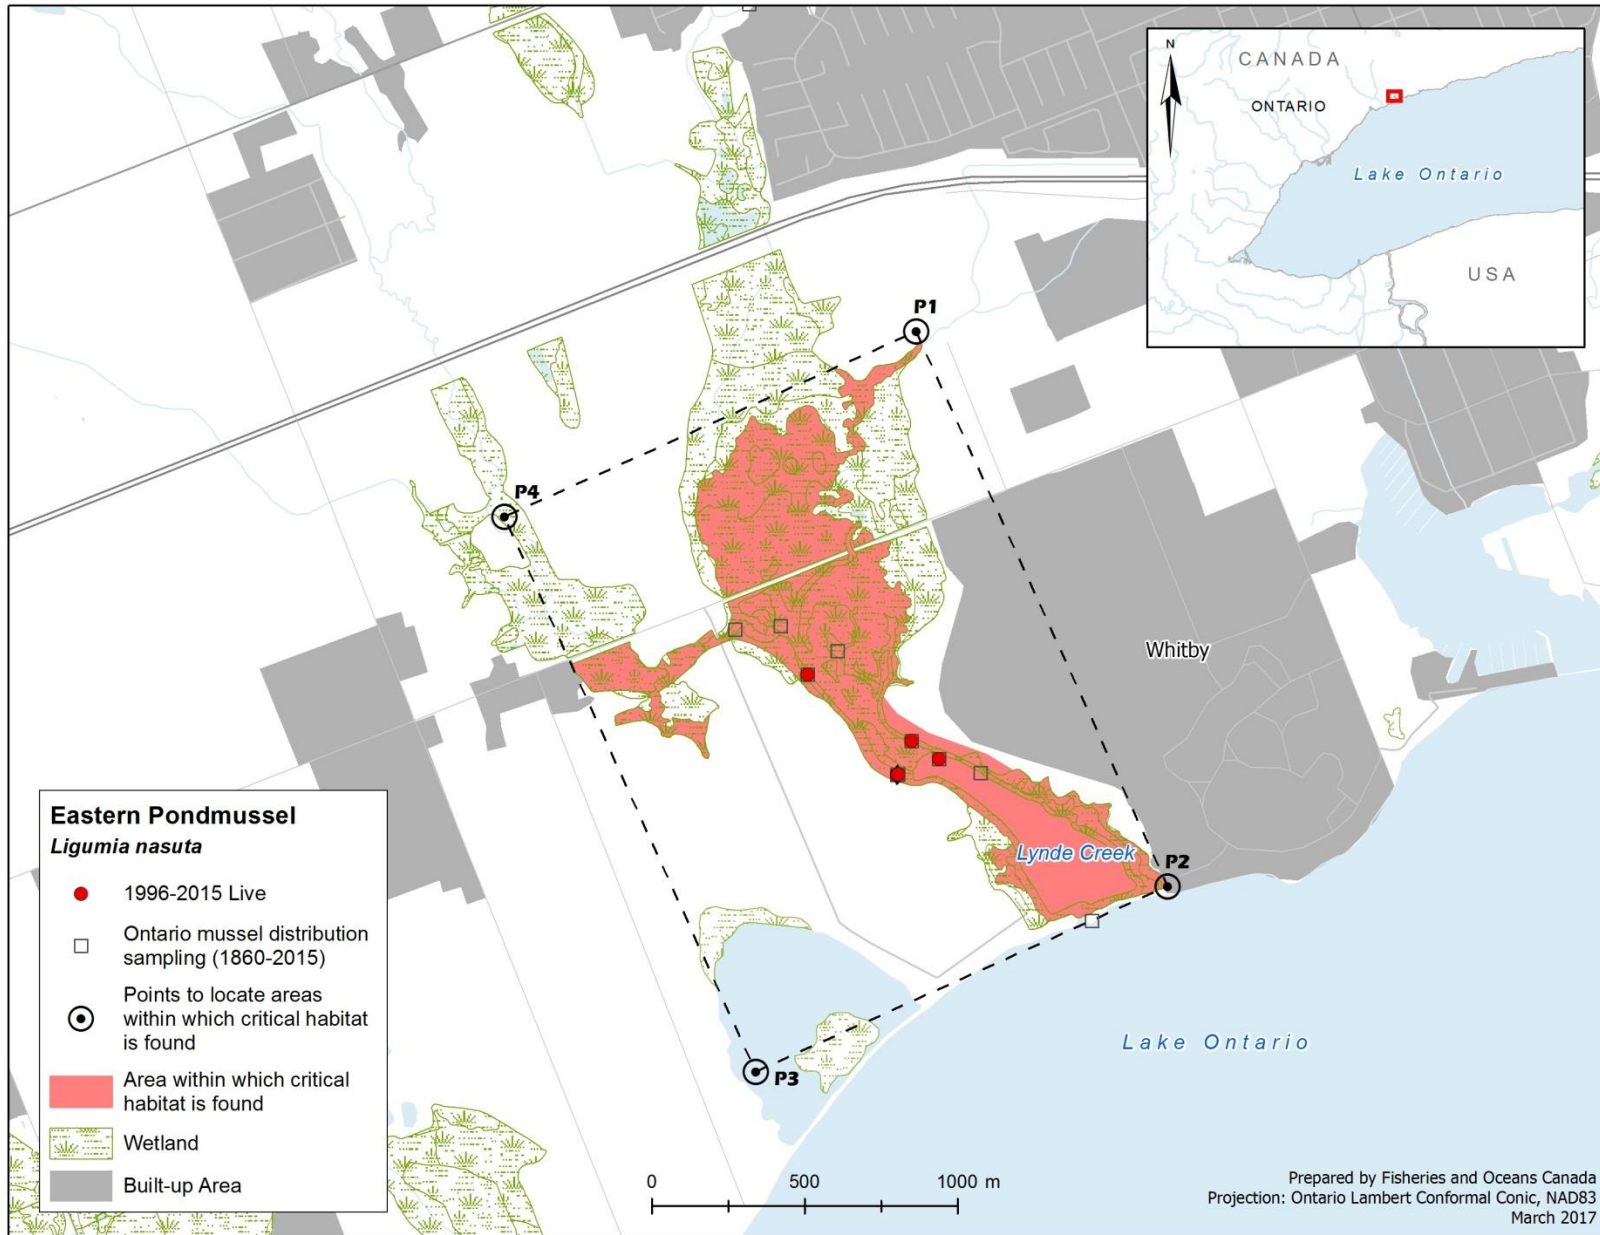 N
CANADA
ONTARIO
Lake Ontario
USA
P1
P4
Whitby
Lynde Creek
P2
P3
Lake Ontario
Eastern Pondmussel
Ligumia nasuta
1996-2015 Live
Ontario mussel distribution
sampling (1860-2015)
Points to locate areas
within which critical habitat
is found
Area within which critical
habitat is found
Wetland
Built-up Area
0 500 1000 m
Prepared by Fisheries and Oceans Canada
Projection: Ontario Lambert Conformal Conic, NAD83
March 2017